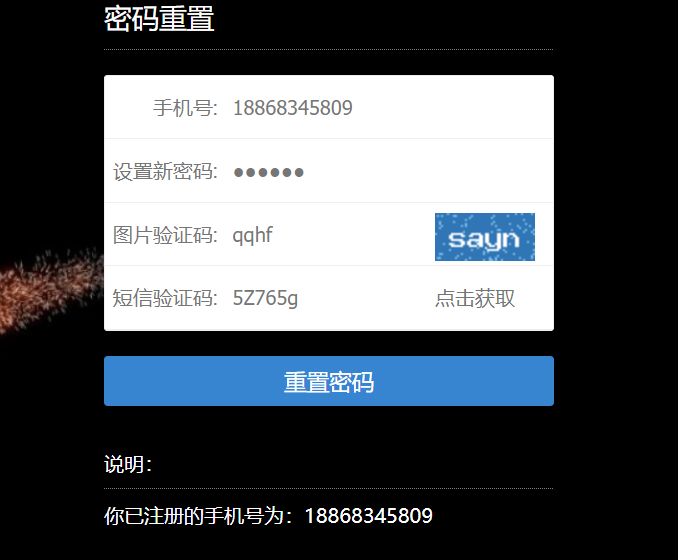 密码重置
手机号: 18868345809
设置新密码: ●●●●●●
图片验证码: qqhf sayn
短信验证码: 5Z765g 点击获取
重置密码
说明：
你已注册的手机号为：18868345809